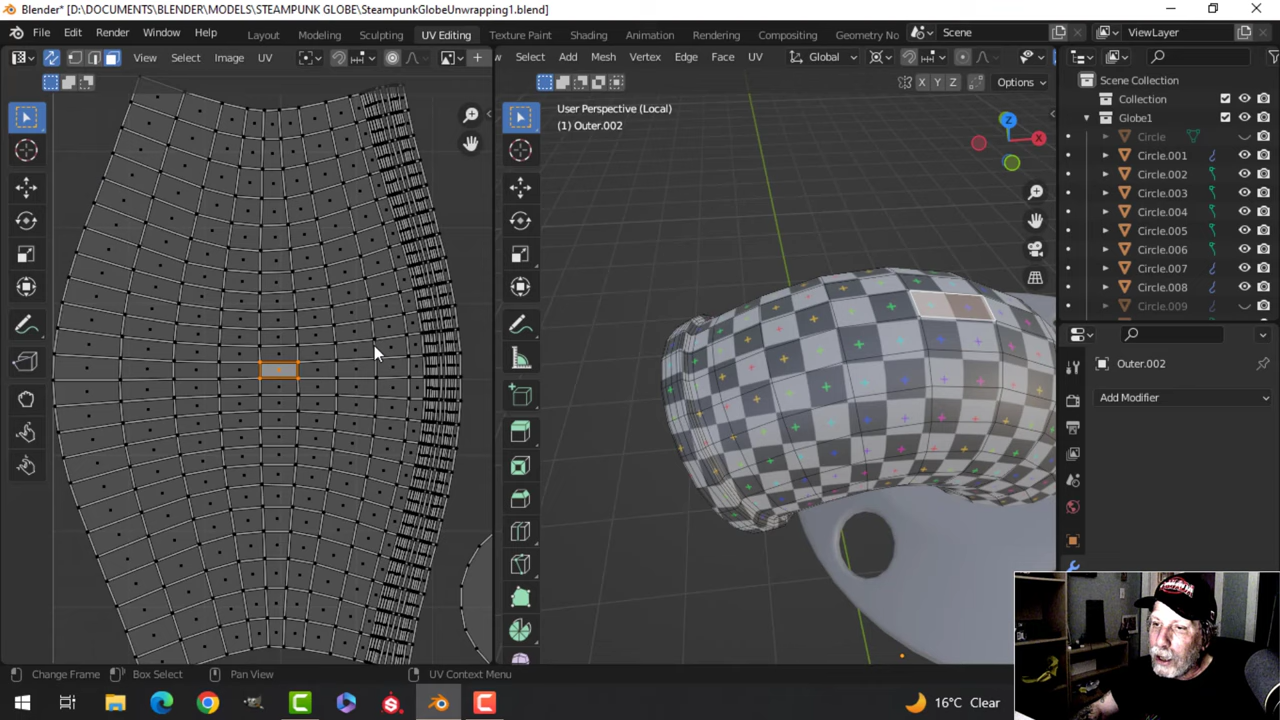 Blender* [D:\DOCUMENTS\BLENDER\MODELS\STEAMPUNK GLOBE\SteampunkGlobeUnwrapping1.blend]
File Edit Render Window Help Layout Modeling Sculpting UV Editing Texture Paint Shading Animation Rendering Compositing Geometry No Scene ViewLayer
View Select Image UV Select Add Mesh Vertex Edge Face UV Global
X Y Z Options
Scene Collection
Collection
Globe1
Circle
Circle.001
Circle.002
Circle.003
Circle.004
Circle.005
Circle.006
Circle.007
Circle.008
Circle.009
User Perspective (Local)
(1) Outer.002
Z
X
Outer.002
Add Modifier
Change Frame Box Select Pan View UV Context Menu
16°C Clear